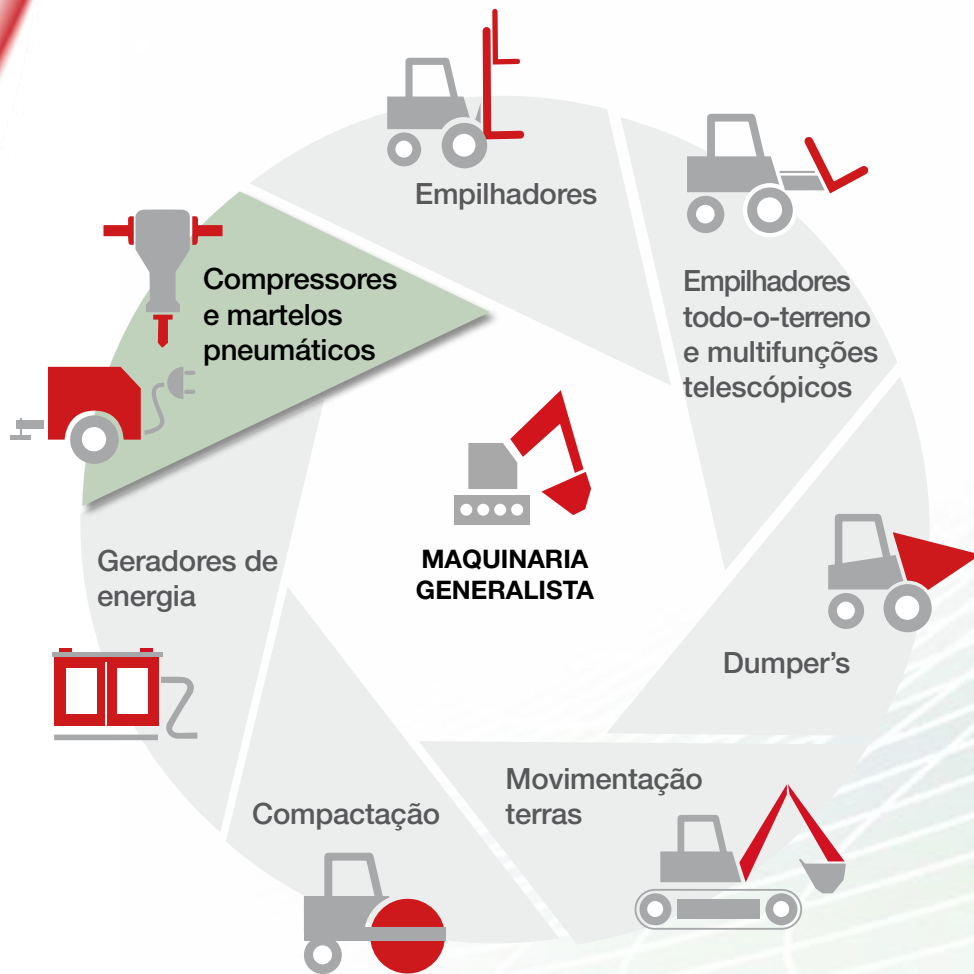 Empilhadores
Empilhadores
todo-o-terreno
e multifunções
telescópicos
Compressores
e martelos
pneumáticos
MAQUINARIA
GENERALISTA
Geradores de
energia
Dumper’s
Movimentação
terras
Compactação